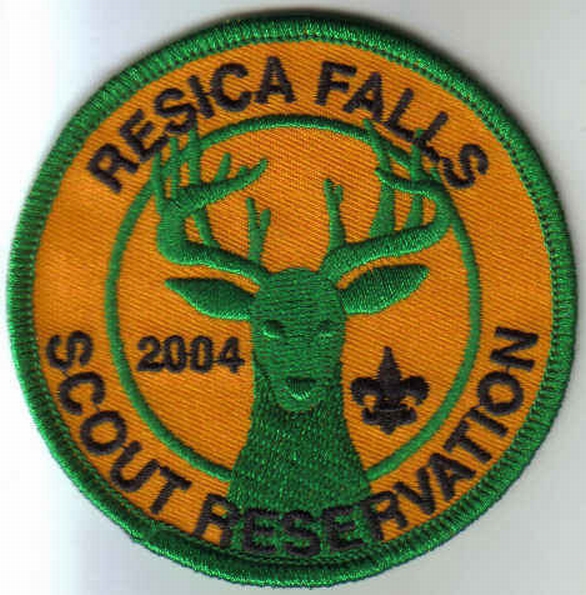 RESICA FALLS
2004
SCOUT RESERVATION